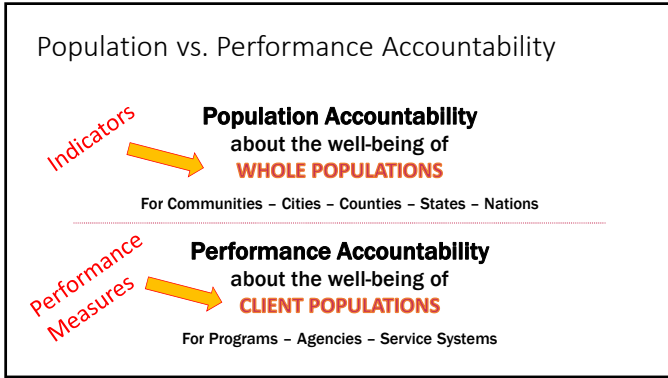 Population vs. Performance Accountability
Indicators
Population Accountability
about the well-being of
WHOLE POPULATIONS
For Communities – Cities – Counties – States – Nations
Performance
Measures
Performance Accountability
about the well-being of
CLIENT POPULATIONS
For Programs – Agencies – Service Systems